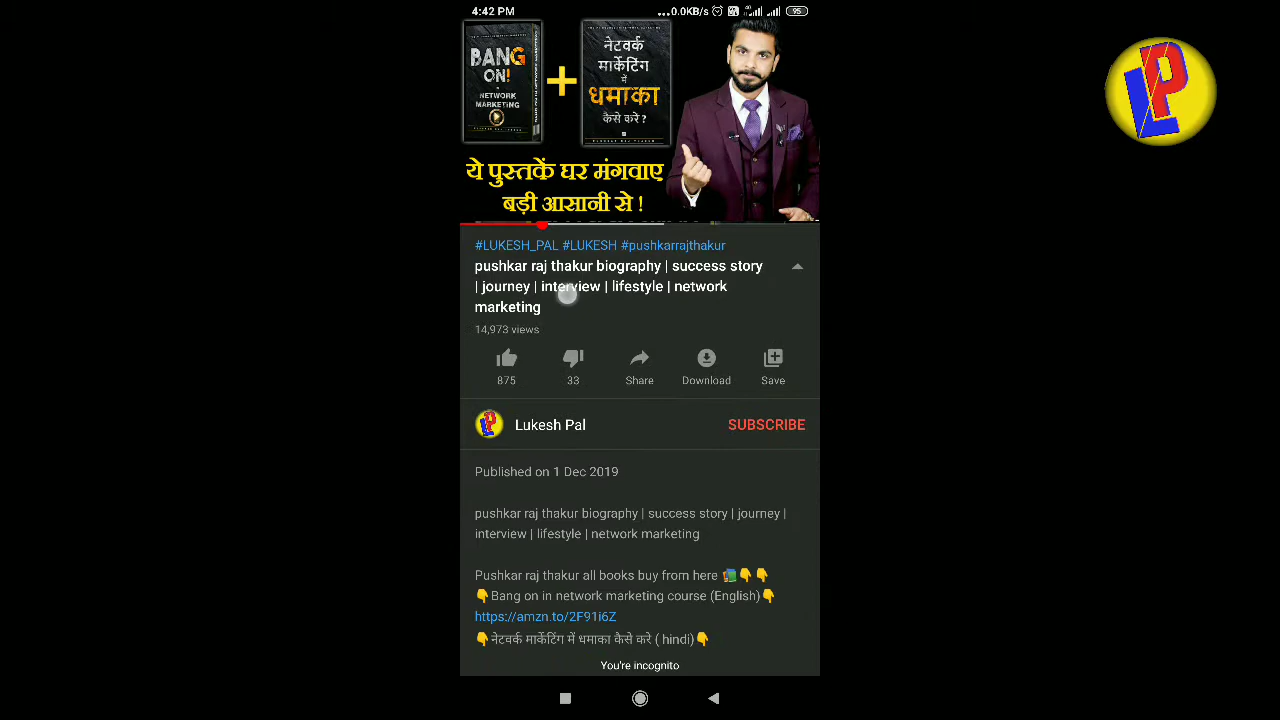 4:42 PM
...0.0KB/s 4G 95
BANG
ON!
NETWORK
MARKETING
+
नेटवर्क
मार्केटिंग
में
धमाका
कैसे करे ?
ये पुस्तकें घर मंगवाए
बड़ी आसानी से !
LP
#LUKESH_PAL #LUKESH #pushkarrajthakur
pushkar raj thakur biography | success story
| journey | interview | lifestyle | network
marketing
14,973 views
875
33
Share
Download
Save
Lukesh Pal
SUBSCRIBE
Published on 1 Dec 2019
pushkar raj thakur biography | success story | journey |
interview | lifestyle | network marketing
Pushkar raj thakur all books buy from here 📚👇👇
👇Bang on in network marketing course (English)👇
https://amzn.to/2F91i6Z
👇नेटवर्क मार्केटिंग में धमाका कैसे करे ( hindi)👇
You're incognito